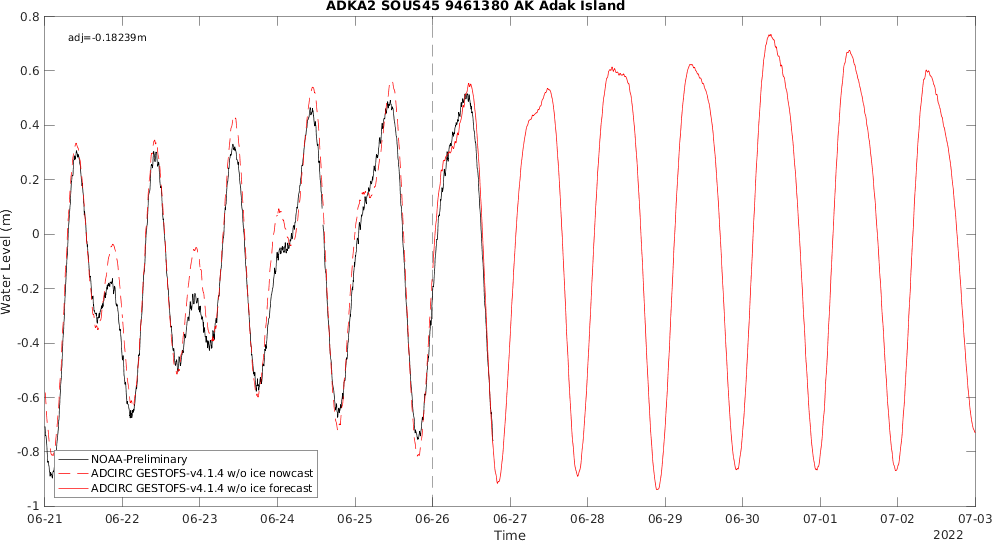 ADKA2 SOUS45 9461380 AK Adak Island
adj=-0.18239m
0.8
0.6
0.4
0.2
0
-0.2
-0.4
-0.6
-0.8
-1
Water Level (m)
NOAA-Preliminary
ADCIRC GESTOFS-v4.1.4 w/o ice nowcast
ADCIRC GESTOFS-v4.1.4 w/o ice forecast
06-21 06-22 06-23 06-24 06-25 06-26 06-27 06-28 06-29 06-30 07-01 07-02 07-03
Time
2022